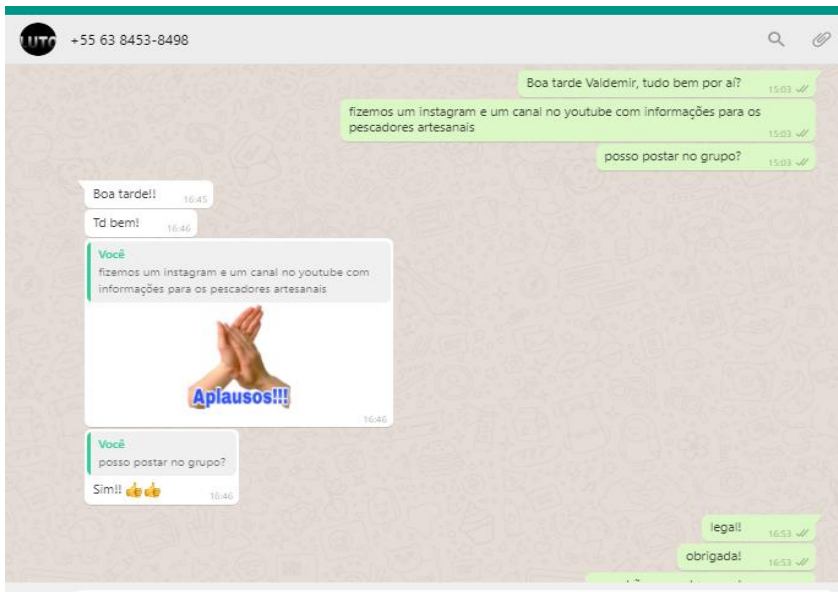 LUTO
+55 63 8453-8498
Boa tarde Valdemir, tudo bem por aí?
15:03
fizemos um instagram e um canal no youtube com informações para os
pescadores artesanais
15:03
posso postar no grupo?
15:03
Boa tarde!!
16:45
Td bem!
16:46
Você
fizemos um instagram e um canal no youtube com
informações para os pescadores artesanais
Aplausos!!!
16:46
Você
posso postar no grupo?
Sim!! 👍👍
16:46
legal!
16:53
obrigada!
16:53